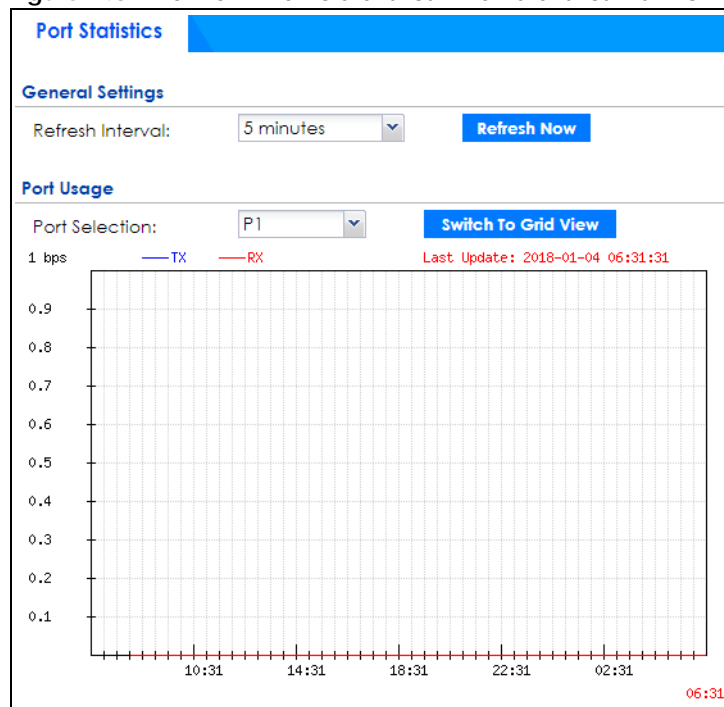 Port Statistics
General Settings
Refresh Interval: 5 minutes Refresh Now
Port Usage
Port Selection: P1 Switch To Grid View
1 bps TX RX Last Update: 2018-01-04 06:31:31
0.9
0.8
0.7
0.6
0.5
0.4
0.3
0.2
0.1
10:31 14:31 18:31 22:31 02:31
06:31